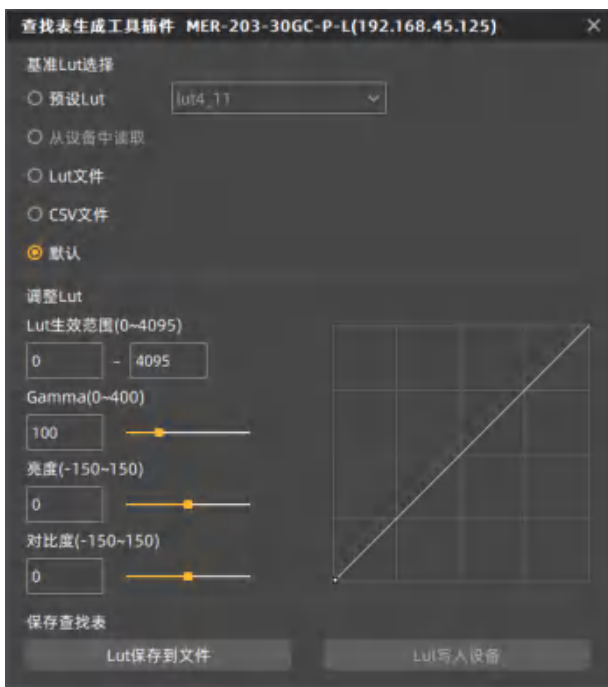 查找表生成工具插件 MER-203-30GC-P-L(192.168.45.125)
基准Lut选择
预设Lut lut4_11
从设备中读取
Lut文件
CSV文件
默认
调整Lut
Lut生效范围(0~4095)
0 - 4095
Gamma(0~400)
100
亮度(-150~150)
0
对比度(-150~150)
0
保存查找表
Lut保存到文件 Lut写入设备